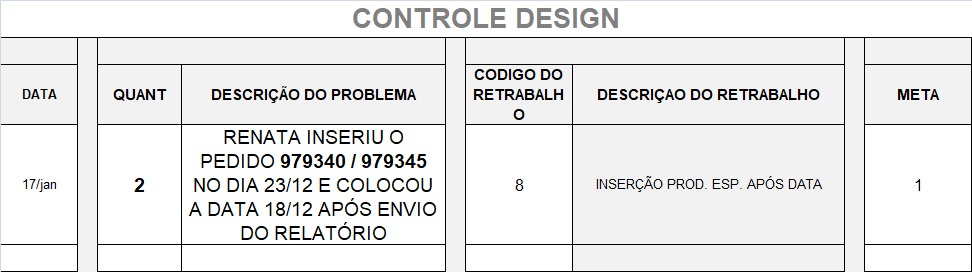 CONTROLE DESIGN
DATA
QUANT
DESCRIÇÃO DO PROBLEMA
CODIGO DO
RETRABALH
O
DESCRIÇAO DO RETRABALHO
META
17/jan
2
RENATA INSERIU O
PEDIDO 979340 / 979345
NO DIA 23/12 E COLOCOU
A DATA 18/12 APÓS ENVIO
DO RELATÓRIO
8
INSERÇÃO PROD. ESP. APÓS DATA
1